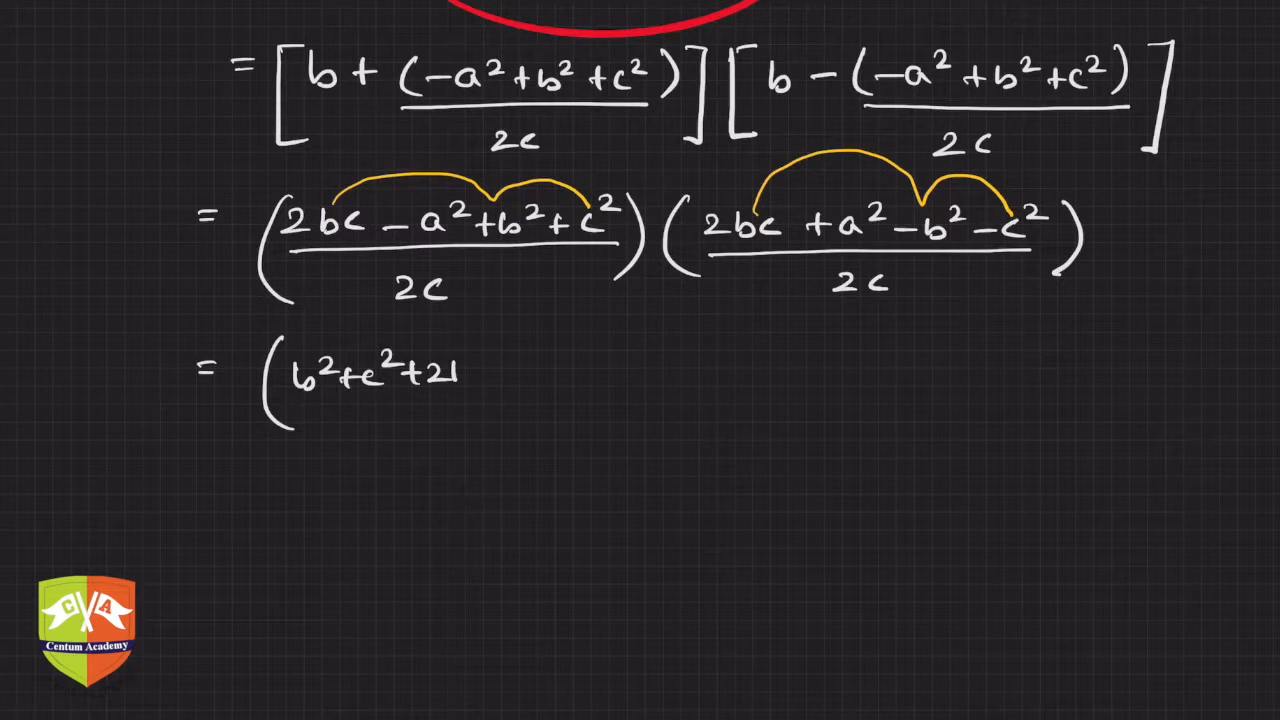 = [b + (-a²+b²+c²)/2c] [b - (-a²+b²+c²)/2c]
= (2bc - a²+b²+c²/2c) (2bc +a²-b²-c²/2c)
= (b²+c²+2
C A
Centum Academy